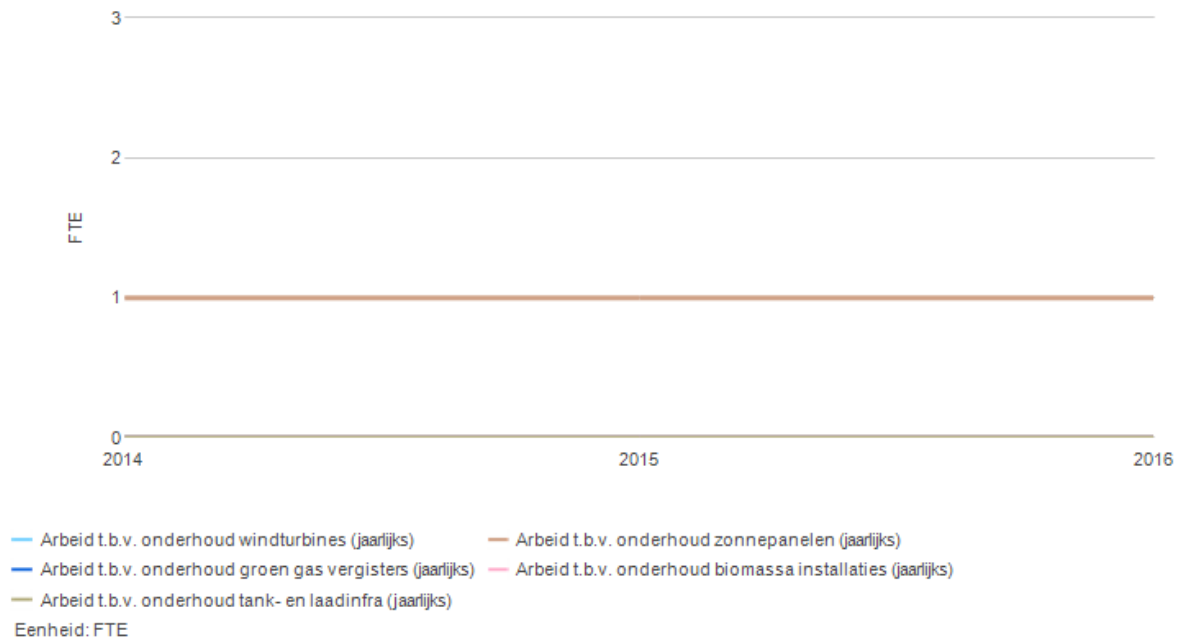 3
2
FTE
1
0
2014 2015 2016
Arbeid t.b.v. onderhoud windturbines (jaarlijks) Arbeid t.b.v. onderhoud zonnepanelen (jaarlijks)
Arbeid t.b.v. onderhoud groen gas vergisters (jaarlijks) Arbeid t.b.v. onderhoud biomassa installaties (jaarlijks)
Arbeid t.b.v. onderhoud tank- en laadinfra (jaarlijks)
Eenheid: FTE